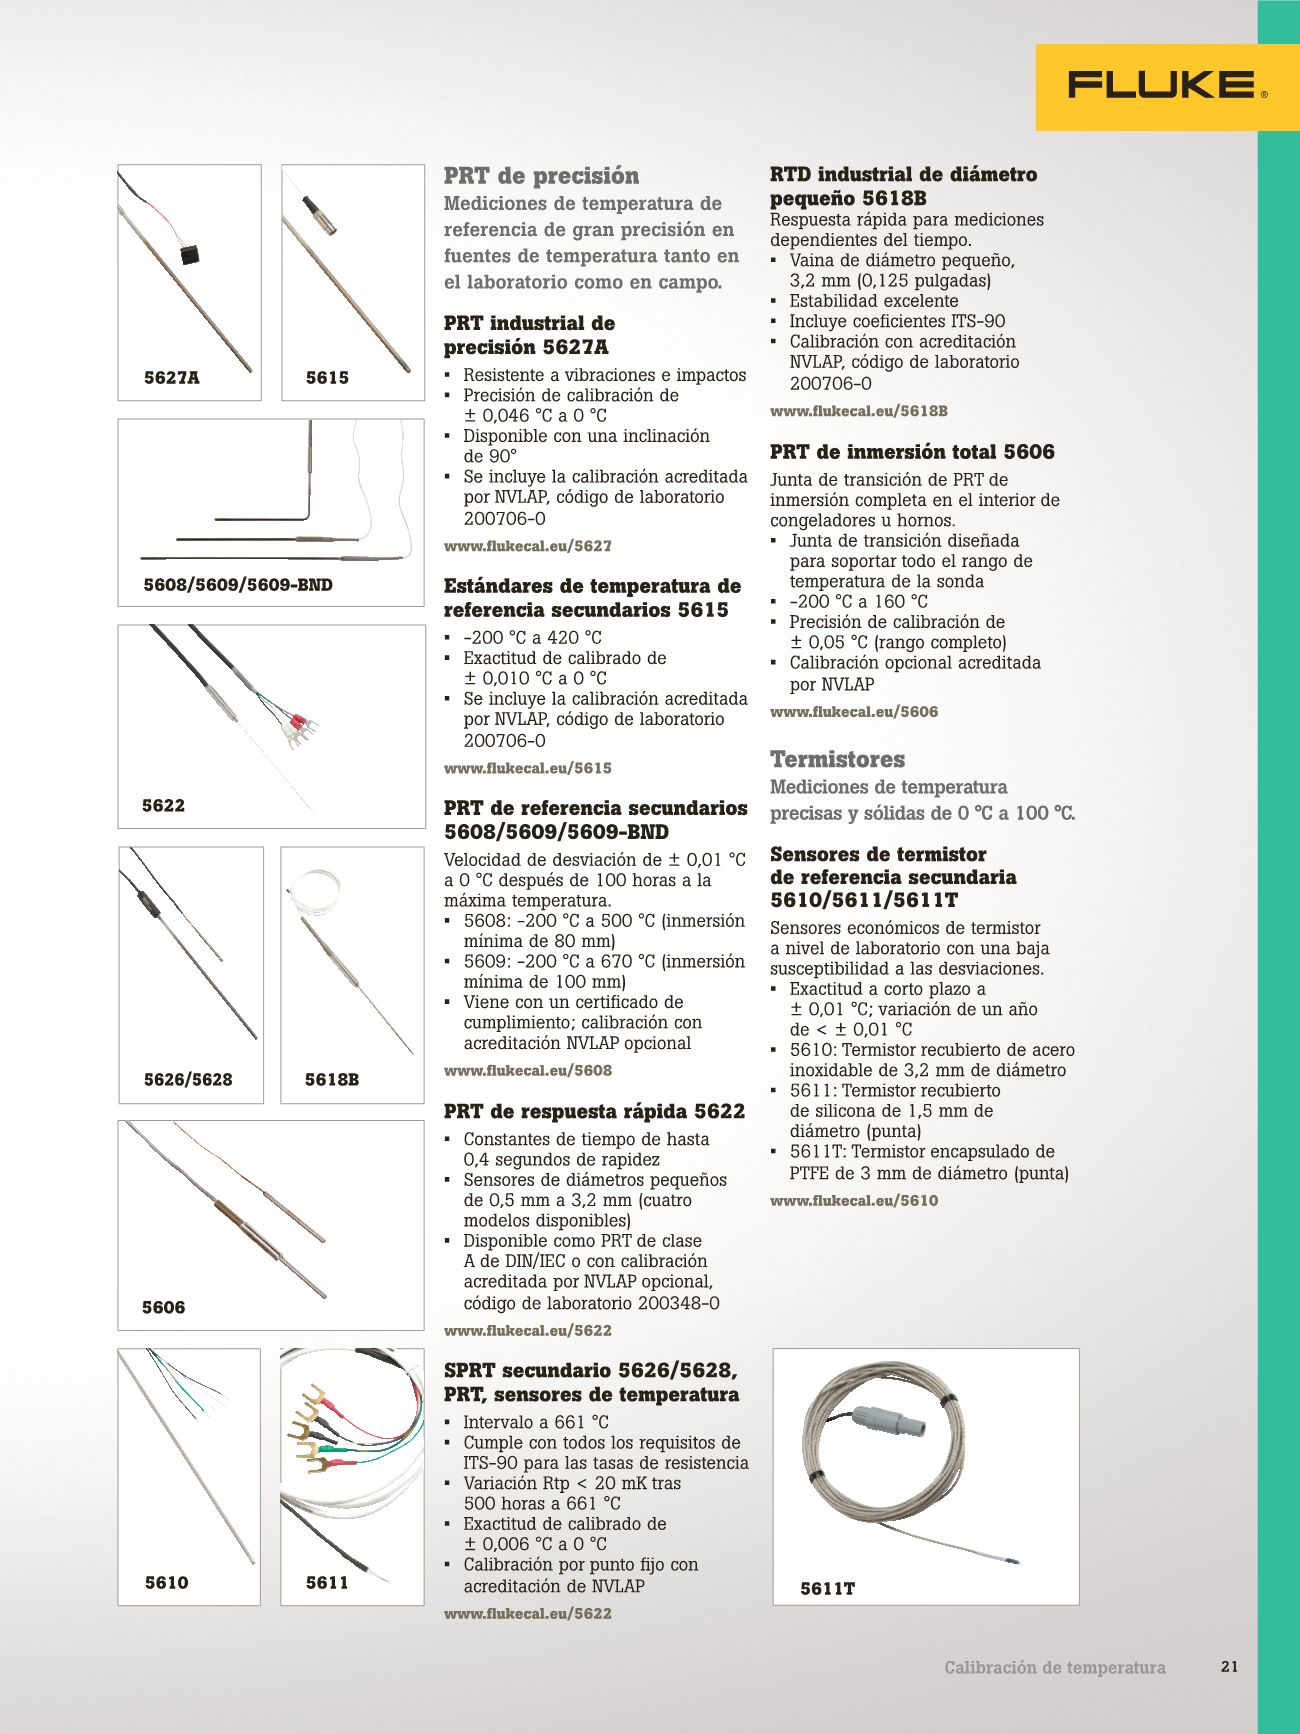 FLUKE®
5627A
5615
5608/5609/5609-BND
5622
5626/5628
5618B
5606
5610
5611
PRT de precisión
Mediciones de temperatura de
referencia de gran precisión en
fuentes de temperatura tanto en
el laboratorio como en campo.
PRT industrial de
precisión 5627A
▪ Resistente a vibraciones e impactos
▪ Precisión de calibración de
± 0,046 °C a 0 °C
▪ Disponible con una inclinación
de 90°
▪ Se incluye la calibración acreditada
por NVLAP, código de laboratorio
200706-0
www.flukecal.eu/5627
Estándares de temperatura de
referencia secundarios 5615
▪ -200 °C a 420 °C
▪ Exactitud de calibrado de
± 0,010 °C a 0 °C
▪ Se incluye la calibración acreditada
por NVLAP, código de laboratorio
200706-0
www.flukecal.eu/5615
PRT de referencia secundarios
5608/5609/5609-BND
Velocidad de desviación de ± 0,01 °C
a 0 °C después de 100 horas a la
máxima temperatura.
▪ 5608: -200 °C a 500 °C (inmersión
mínima de 80 mm)
▪ 5609: -200 °C a 670 °C (inmersión
mínima de 100 mm)
▪ Viene con un certificado de
cumplimiento; calibración con
acreditación NVLAP opcional
www.flukecal.eu/5608
PRT de respuesta rápida 5622
▪ Constantes de tiempo de hasta
0,4 segundos de rapidez
▪ Sensores de diámetros pequeños
de 0,5 mm a 3,2 mm (cuatro
modelos disponibles)
▪ Disponible como PRT de clase
A de DIN/IEC o con calibración
acreditada por NVLAP opcional,
código de laboratorio 200348-0
www.flukecal.eu/5622
SPRT secundario 5626/5628,
PRT, sensores de temperatura
▪ Intervalo a 661 °C
▪ Cumple con todos los requisitos de
ITS-90 para las tasas de resistencia
▪ Variación Rtp < 20 mK tras
500 horas a 661 °C
▪ Exactitud de calibrado de
± 0,006 °C a 0 °C
▪ Calibración por punto fijo con
acreditación de NVLAP
www.flukecal.eu/5622
RTD industrial de diámetro
pequeño 5618B
Respuesta rápida para mediciones
dependientes del tiempo.
▪ Vaina de diámetro pequeño,
3,2 mm (0,125 pulgadas)
▪ Estabilidad excelente
▪ Incluye coeficientes ITS-90
▪ Calibración con acreditación
NVLAP, código de laboratorio
200706-0
www.flukecal.eu/5618B
PRT de inmersión total 5606
Junta de transición de PRT de
inmersión completa en el interior de
congeladores u hornos.
▪ Junta de transición diseñada
para soportar todo el rango de
temperatura de la sonda
▪ -200 °C a 160 °C
▪ Precisión de calibración de
± 0,05 °C (rango completo)
▪ Calibración opcional acreditada
por NVLAP
www.flukecal.eu/5606
Termistores
Mediciones de temperatura
precisas y sólidas de 0 °C a 100 °C.
Sensores de termistor
de referencia secundaria
5610/5611/5611T
Sensores económicos de termistor
a nivel de laboratorio con una baja
susceptibilidad a las desviaciones.
▪ Exactitud a corto plazo a
± 0,01 °C; variación de un año
de < ± 0,01 °C
▪ 5610: Termistor recubierto de acero
inoxidable de 3,2 mm de diámetro
▪ 5611: Termistor recubierto
de silicona de 1,5 mm de
diámetro (punta)
▪ 5611T: Termistor encapsulado de
PTFE de 3 mm de diámetro (punta)
www.flukecal.eu/5610
5611T
Calibración de temperatura 21